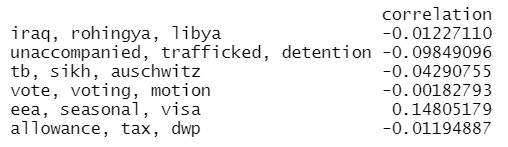 correlation
iraq, rohingya, libya -0.01227110
unaccompanied, trafficked, detention -0.09849096
tb, sikh, auschwitz -0.04290755
vote, voting, motion -0.00182793
eea, seasonal, visa 0.14805179
allowance, tax, dwp -0.01194887